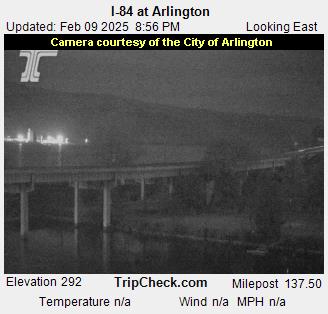 I-84 at Arlington
Updated: Feb 09 2025 8:56 PM Looking East
Camera courtesy of the City of Arlington
Elevation 292 TripCheck.com Milepost 137.50
Temperature n/a Wind n/a MPH n/a